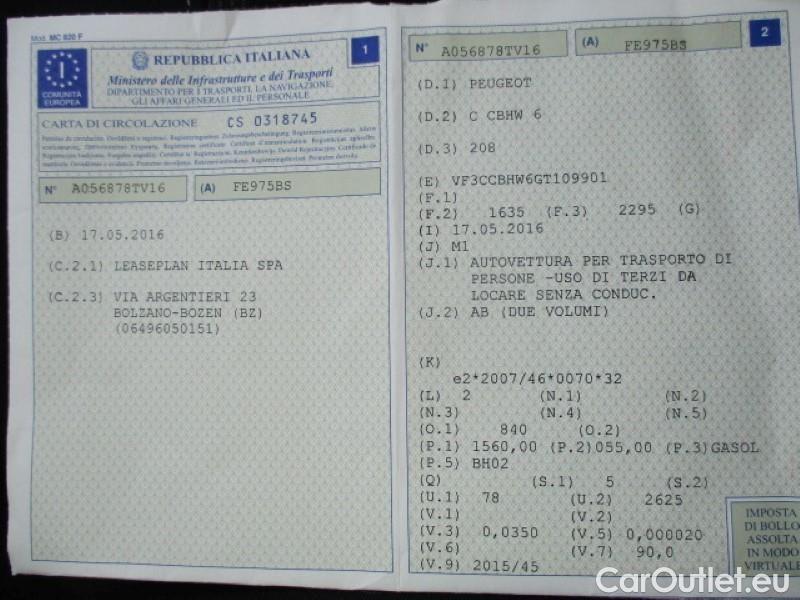 Mod. MC 820 F
1
I
COMUNITÀ
EUROPEA
REPUBBLICA ITALIANA
Ministero delle Infrastrutture e dei Trasporti
DIPARTIMENTO PER I TRASPORTI, LA NAVIGAZIONE,
GLI AFFARI GENERALI ED IL PERSONALE
CARTA DI CIRCOLAZIONE CS 0318745
N° A056878TV16 (A) FE975BS
(B) 17.05.2016
(C.2.1) LEASEPLAN ITALIA SPA
(C.2.3) VIA ARGENTIERI 23
BOLZANO-BOZEN (BZ)
(06496050151)
N° A056878TV16 (A) FE975BS
2
(D.1) PEUGEOT
(D.2) C CBHW 6
(D.3) 208
(E) VF3CCBHW6GT109901
(F.1)
(F.2) 1635 (F.3) 2295 (G)
(I) 17.05.2016
(J) M1
(J.1) AUTOVETTURA PER TRASPORTO DI
PERSONE -USO DI TERZI DA
LOCARE SENZA CONDUC.
(J.2) AB (DUE VOLUMI)
(K)
e2*2007/46*0070*32
(L) 2 (N.1) (N.2)
(N.3) (N.4) (N.5)
(O.1) 840 (O.2)
(P.1) 1560,00 (P.2)055,00 (P.3)GASOL
(P.5) BH02
(Q) (S.1) 5 (S.2)
(U.1) 78 (U.2) 2625
(V.1) (V.2)
(V.3) 0,0350 (V.5) 0,000020
(V.6) (V.7) 90,0
(V.9) 2015/45
IMPOSTA
DI BOLLO
ASSOLTA
IN MODO
VIRTUALE
CarOutlet.eu